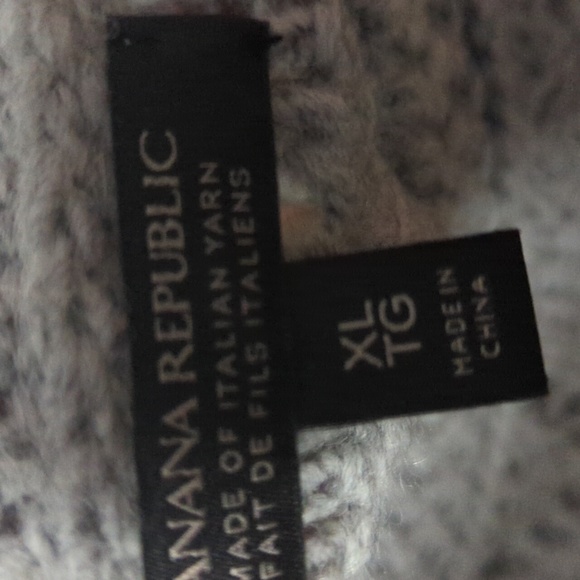 ANANA REPUBLIC
MADE OF ITALIAN YARN
FAIT DE FILS ITALIENS
XL
TG
MADE IN
CHINA